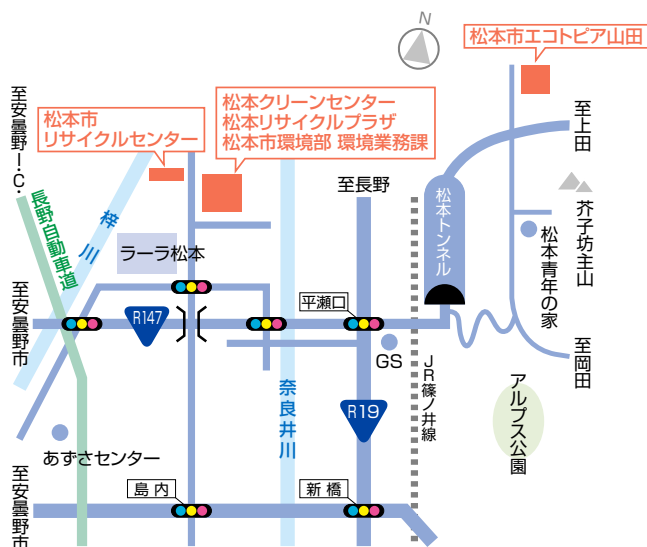 N
松本市エコトピア山田
至安曇野I・C・
松本市
リサイクルセンター
松本クリーンセンター
松本リサイクルプラザ
松本市環境部 環境業務課
至上田
至長野
松本トンネル
長野自動車道
梓川
ラーラ松本
芥子坊主山
松本青年の家
至安曇野市
R147
平瀬口
GS
JR篠ノ井線
至岡田
アルプス公園
奈良井川
R19
あずさセンター
至安曇野市
島内
新橋